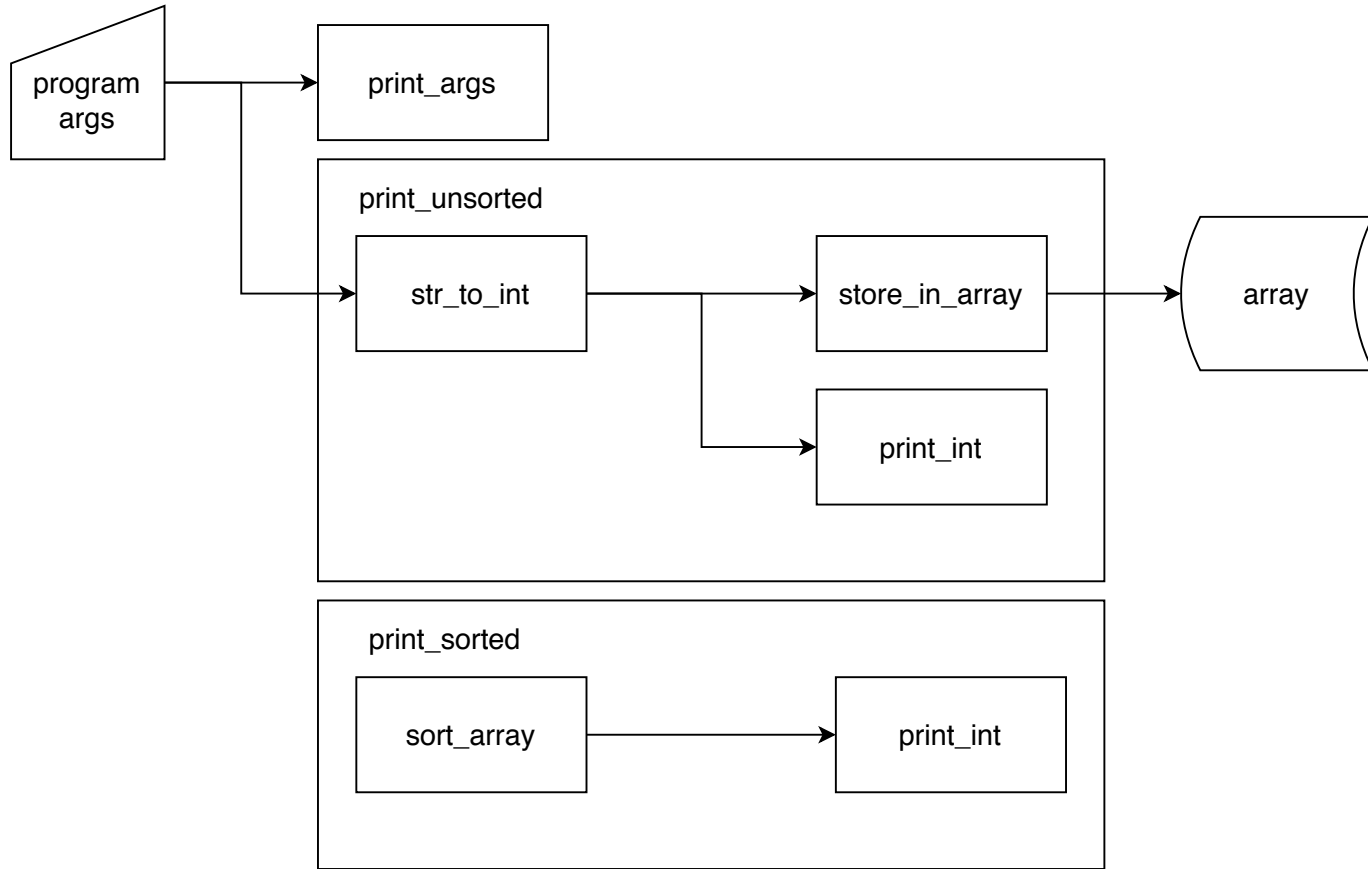 program
args
print_args
print_unsorted
str_to_int
store_in_array
array
print_int
print_sorted
sort_array
print_int